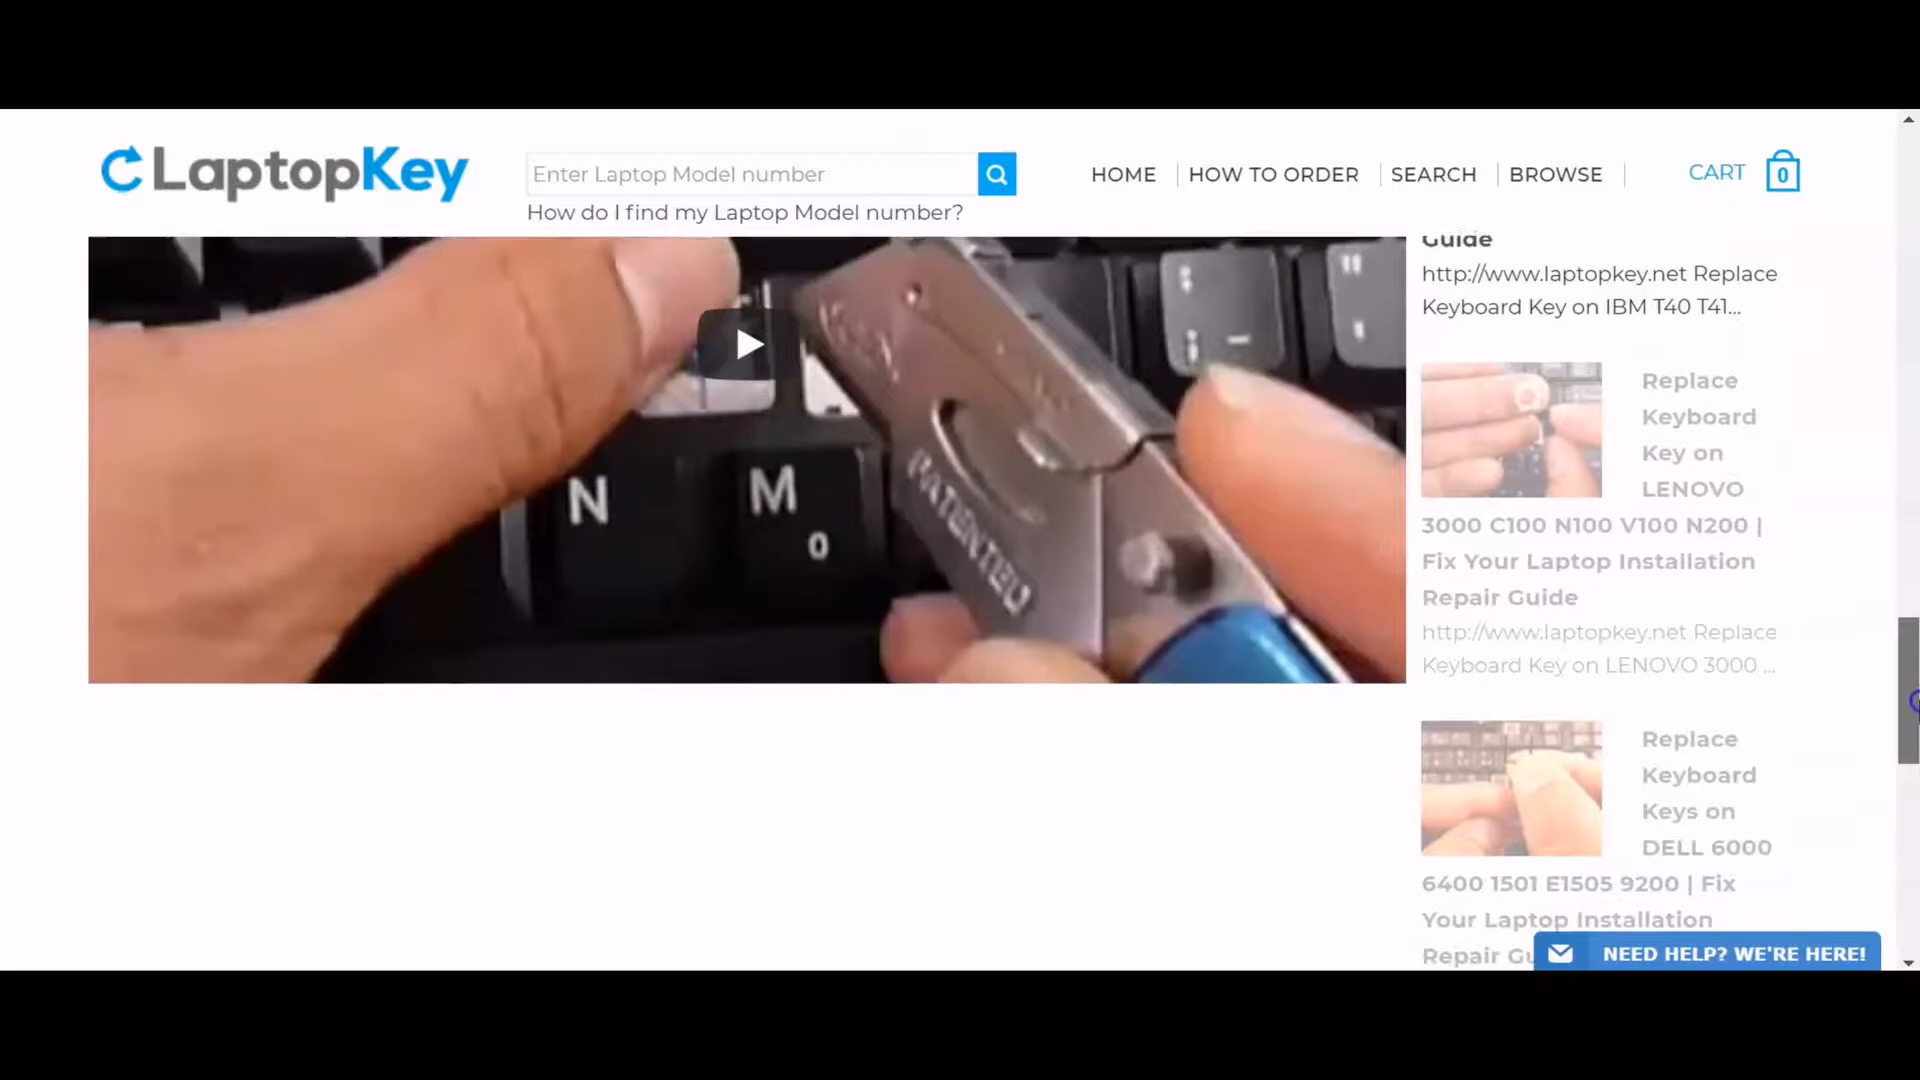 LaptopKey
Enter Laptop Model number
How do I find my Laptop Model number?
HOME
HOW TO ORDER
SEARCH
BROWSE
CART
0
N
M
0
PATENTED
Guide
http://www.laptopkey.net Replace
Keyboard Key on IBM T40 T41...
Replace
Keyboard
Key on
LENOVO
3000 C100 N100 V100 N200 |
Fix Your Laptop Installation
Repair Guide
http://www.laptopkey.net Replace
Keyboard Key on LENOVO 3000 ...
Replace
Keyboard
Keys on
DELL 6000
6400 1501 E1505 9200 | Fix
Your Laptop Installation
Repair
NEED HELP? WE'RE HERE!